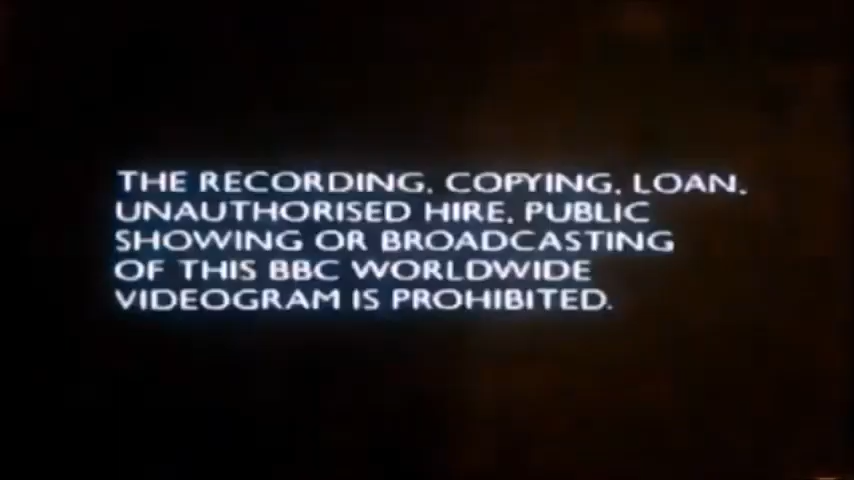 THE RECORDING, COPYING, LOAN,
UNAUTHORISED HIRE, PUBLIC
SHOWING OR BROADCASTING
OF THIS BBC WORLDWIDE
VIDEOGRAM IS PROHIBITED.